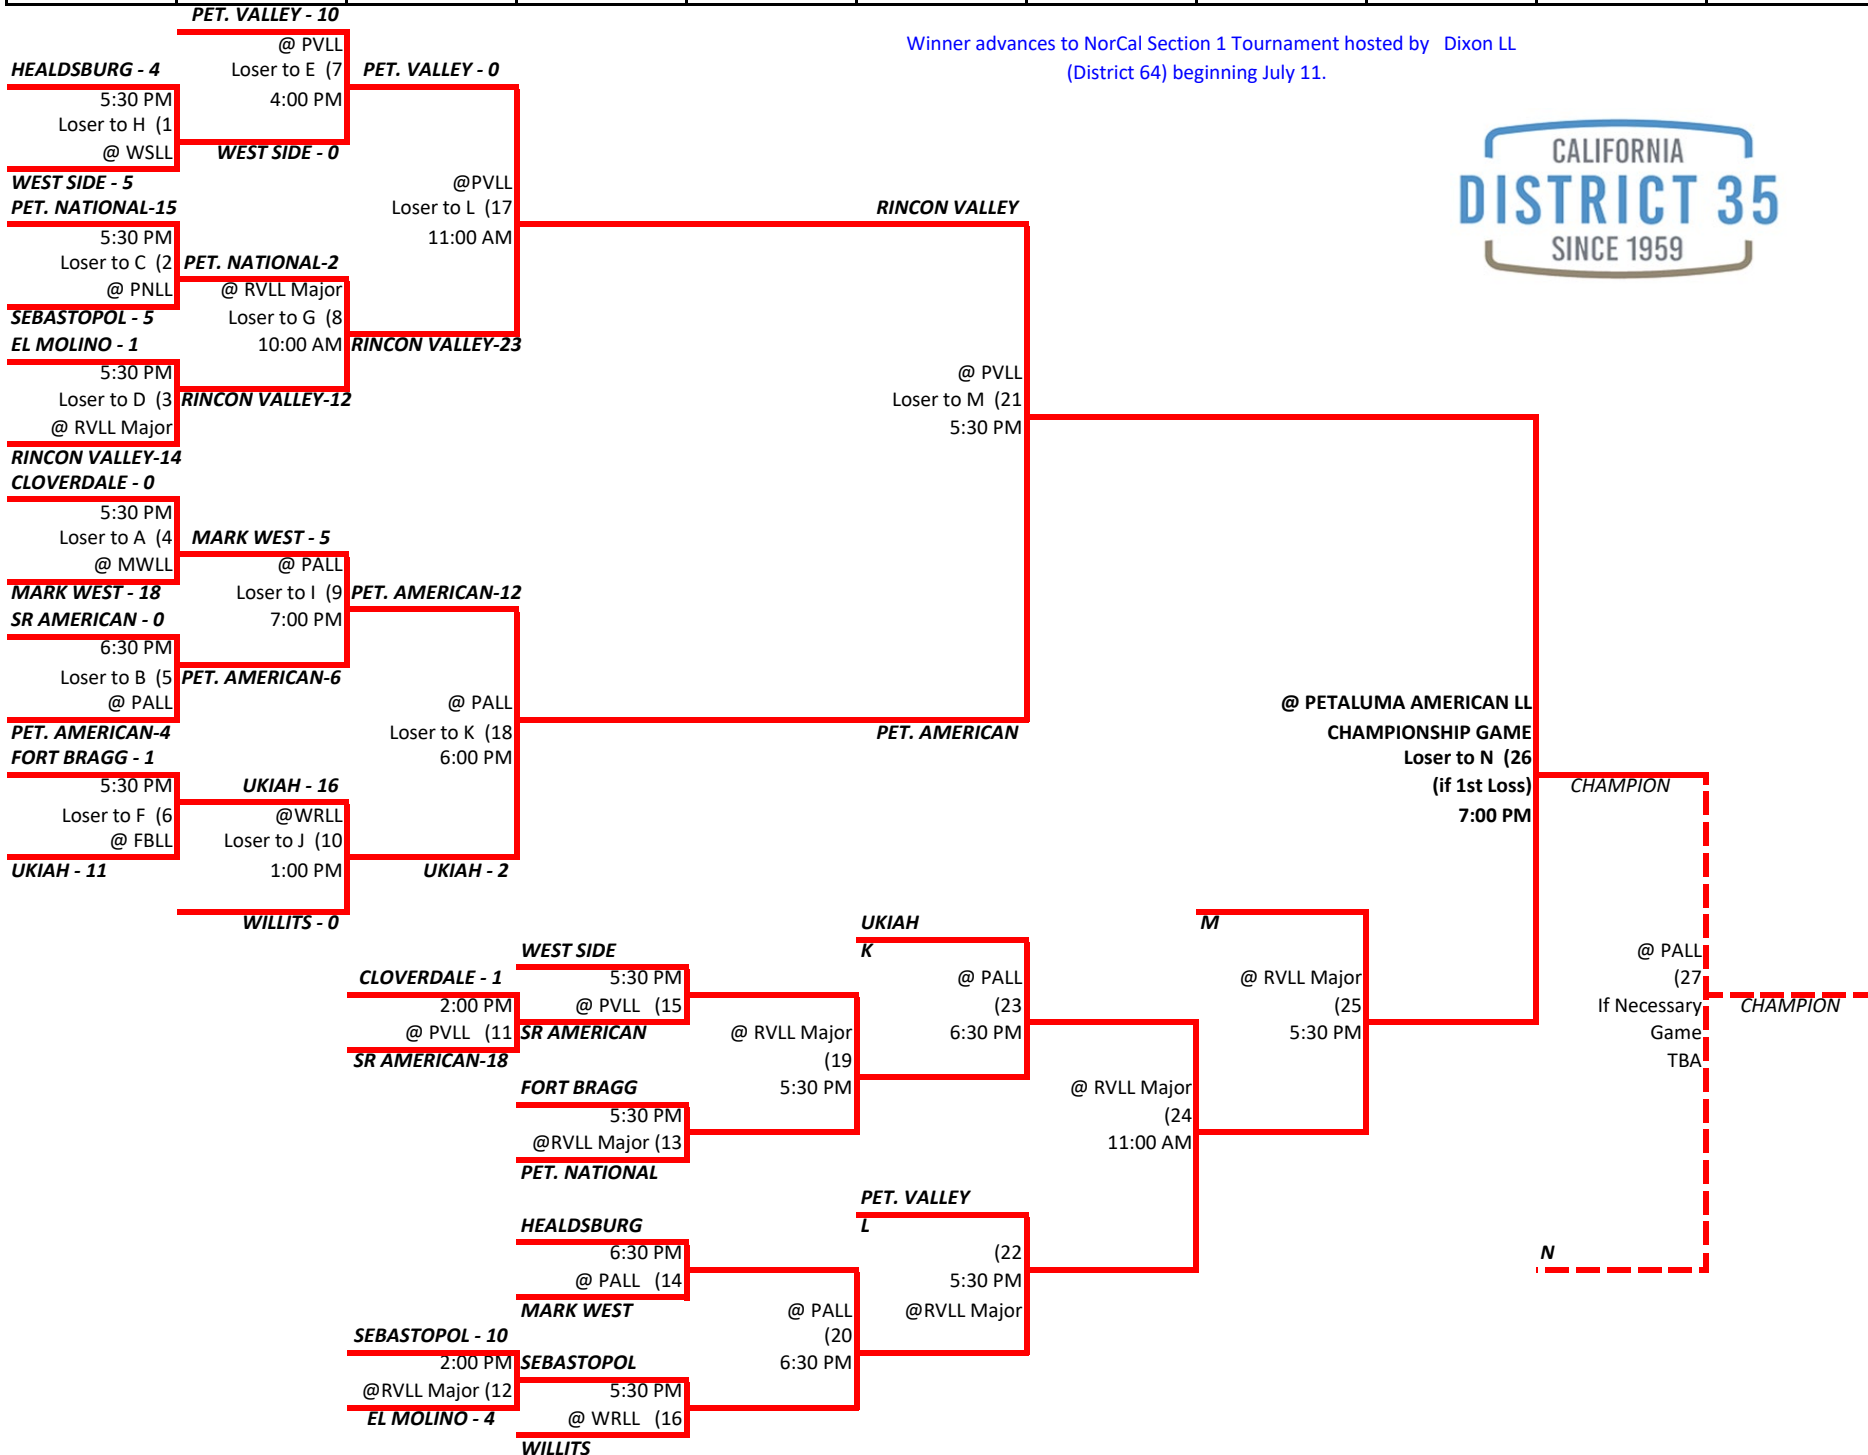 PET. VALLEY - 10
@ PVLL
Loser to E (7
4:00 PM
WEST SIDE - 0
HEALDSBURG - 4
5:30 PM
Loser to H (1
@ WSLL
WEST SIDE - 5
PET. NATIONAL-15
5:30 PM
Loser to C (2
@ PNLL
SEBASTOPOL - 5
EL MOLINO - 1
5:30 PM
Loser to D (3
@ RVLL Major
RINCON VALLEY-14
CLOVERDALE - 0
5:30 PM
Loser to A (4
@ MWLL
MARK WEST - 18
SR AMERICAN - 0
6:30 PM
Loser to B (5
@ PALL
PET. AMERICAN-4
FORT BRAGG - 1
5:30 PM
Loser to F (6
@ FBLL
UKIAH - 11
PET. NATIONAL-2
@ RVLL Major
Loser to G (8
10:00 AM
RINCON VALLEY-12
MARK WEST - 5
@ PALL
Loser to I (9
7:00 PM
PET. AMERICAN-6
UKIAH - 16
@WRLL
Loser to J (10
1:00 PM
WILLITS - 0
PET. VALLEY - 0
@PVLL
Loser to L (17
11:00 AM
RINCON VALLEY-23
PET. AMERICAN-12
@ PALL
Loser to K (18
6:00 PM
UKIAH - 2
Winner advances to NorCal Section 1 Tournament hosted by Dixon LL
(District 64) beginning July 11.
CALIFORNIA
DISTRICT 35
SINCE 1959
RINCON VALLEY
@ PVLL
Loser to M (21
5:30 PM
PET. AMERICAN
@ PETALUMA AMERICAN LL
CHAMPIONSHIP GAME
Loser to N (26
(if 1st Loss)
7:00 PM
CHAMPION
CLOVERDALE - 1
2:00 PM
@ PVLL (11
SR AMERICAN-18
WEST SIDE
5:30 PM
@ PVLL (15
SR AMERICAN
FORT BRAGG
5:30 PM
@RVLL Major (13
PET. NATIONAL
@ RVLL Major
(19
5:30 PM
UKIAH
K
@ PALL
(23
6:30 PM
HEALDSBURG
6:30 PM
@ PALL (14
MARK WEST
SEBASTOPOL - 10
2:00 PM
@RVLL Major (12
EL MOLINO - 4
SEBASTOPOL
5:30 PM
@ WRLL (16
WILLITS
@ PALL
(20
6:30 PM
PET. VALLEY
L
(22
5:30 PM
@RVLL Major
@ RVLL Major
(24
11:00 AM
M
@ RVLL Major
(25
5:30 PM
@ PALL
(27
If Necessary
Game
TBA
CHAMPION
N